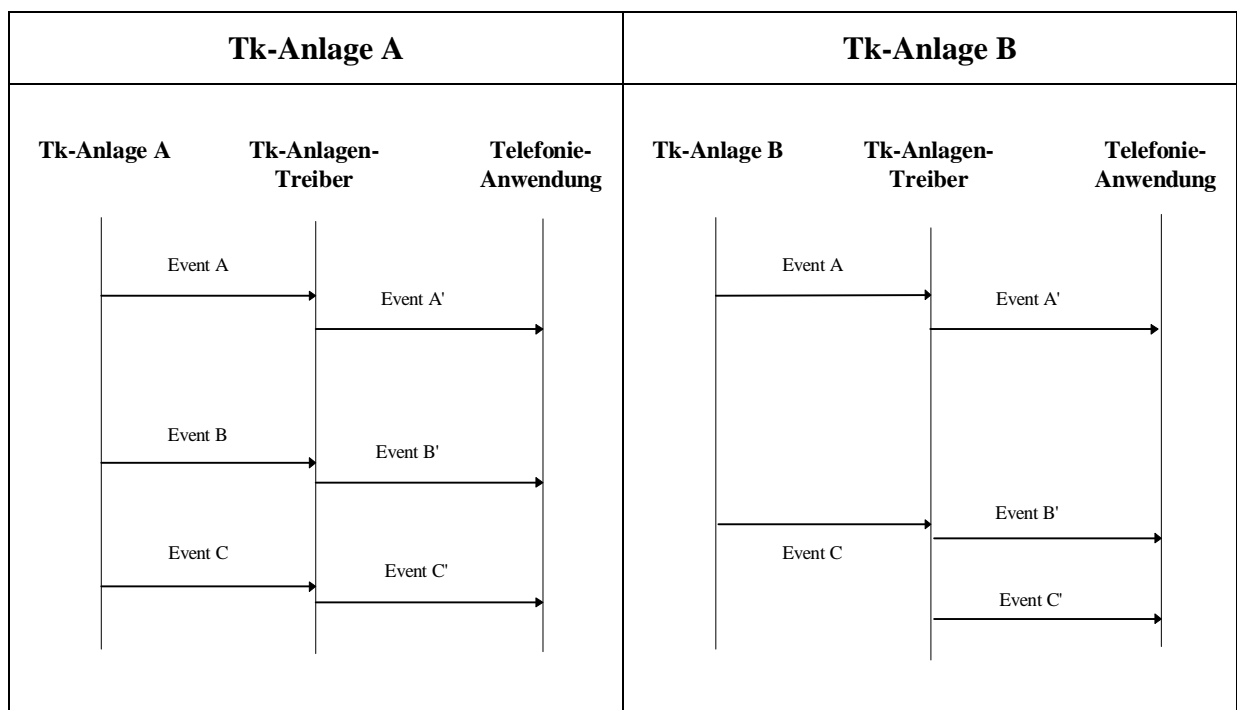 Tk-Anlage A
Tk-Anlage B
Tk-Anlage A
Tk-Anlagen-
Treiber
Telefonie-
Anwendung
Event A
Event A'
Event B
Event B'
Event C
Event C'
Tk-Anlage B
Tk-Anlagen-
Treiber
Telefonie-
Anwendung
Event A
Event A'
Event B'
Event C
Event C'